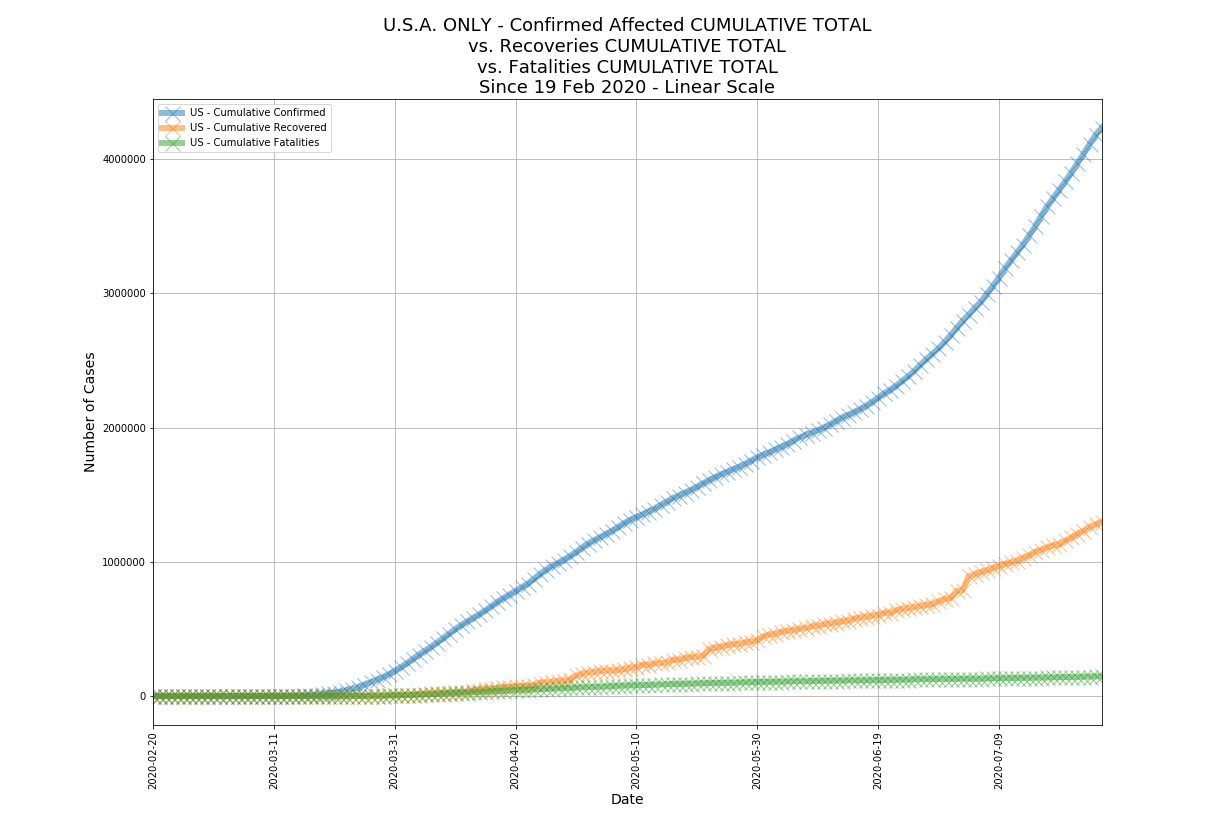 U.S.A. ONLY - Confirmed Affected CUMULATIVE TOTAL
vs. Recoveries CUMULATIVE TOTAL
vs. Fatalities CUMULATIVE TOTAL
Since 19 Feb 2020 - Linear Scale
US - Cumulative Confirmed
US - Cumulative Recovered
US - Cumulative Fatalities
4000000
3000000
2000000
1000000
0
Number of Cases
2020-02-20
2020-03-11
2020-03-31
2020-04-20
2020-05-10
2020-05-30
2020-06-19
2020-07-09
Date